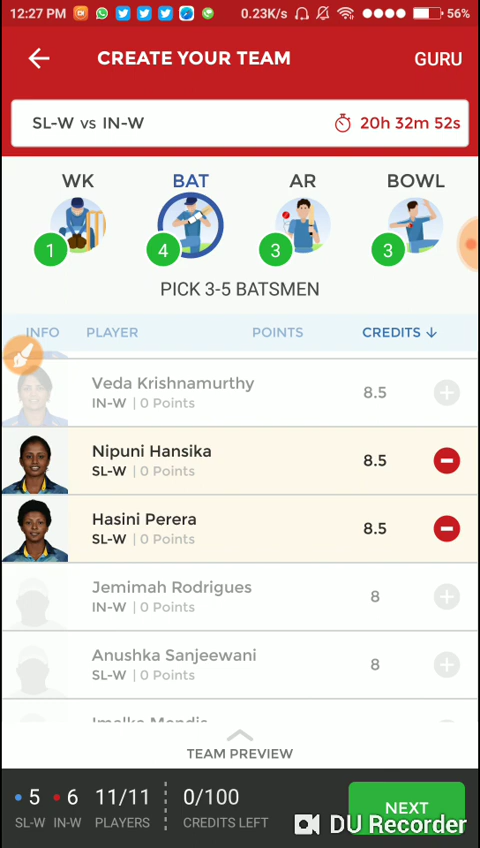 12:27 PM 0.23K/s 56%
CREATE YOUR TEAM GURU
SL-W vs IN-W 20h 32m 52s
WK BAT AR BOWL
1 4 3 3
PICK 3-5 BATSMEN
INFO PLAYER POINTS CREDITS ↓
Veda Krishnamurthy
IN-W | 0 Points 8.5
Nipuni Hansika
SL-W | 0 Points 8.5
Hasini Perera
SL-W | 0 Points 8.5
Jemimah Rodrigues
IN-W | 0 Points 8
Anushka Sanjeewani
SL-W | 0 Points 8
TEAM PREVIEW
5 6 11/11 0/100 NEXT
SL-W IN-W PLAYERS CREDITS LEFT
DU Recorder